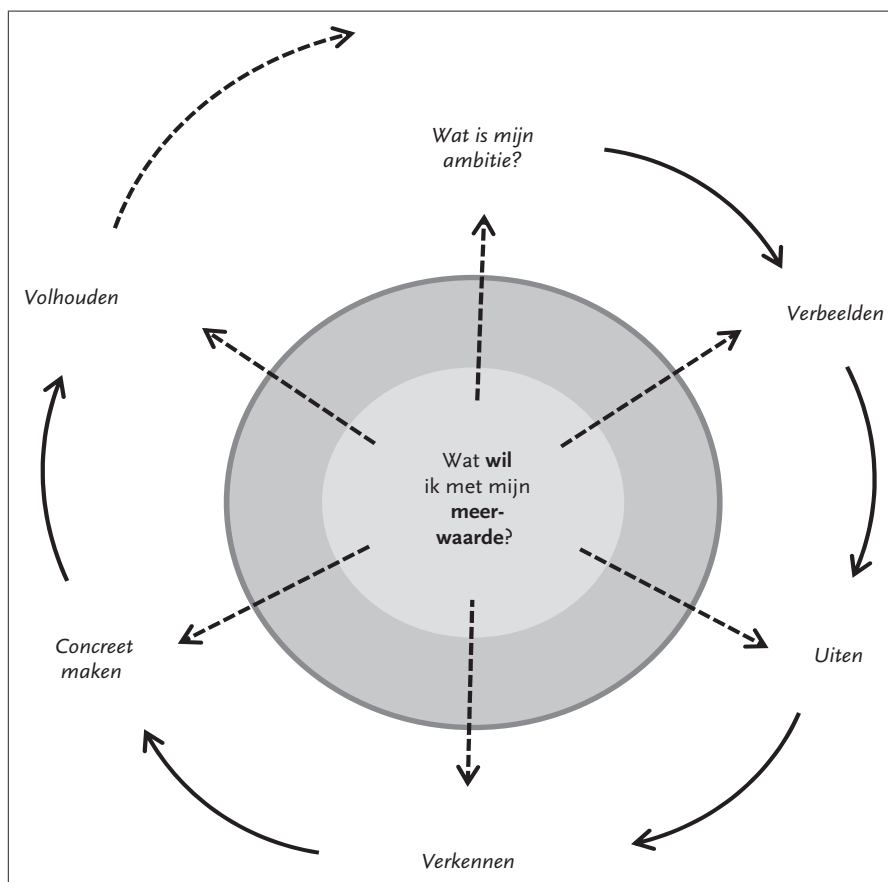 Wat is mijn
ambitie?
Volhouden
Verbeelden
Wat wil
ik met mijn
meer-
waarde?
Concreet
maken
Uiten
Verkennen